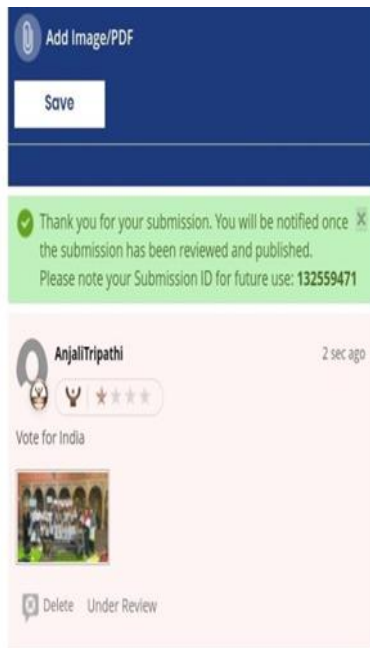 Add Image/PDF
Save
Thank you for your submission. You will be notified once
the submission has been reviewed and published.
Please note your Submission ID for future use: 132559471
AnjaliTripathi
2 sec ago
Vote for India
Delete Under Review